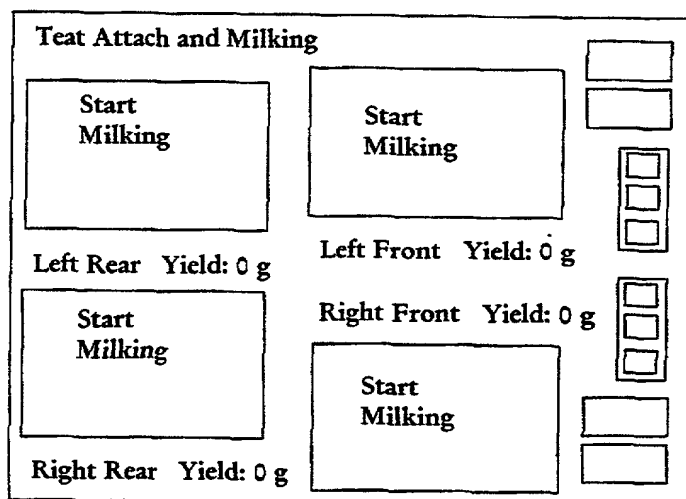 Teat Attach and Milking
Start
Milking
Start
Milking
Left Rear Yield: 0 g
Left Front Yield: 0 g
Start
Milking
Right Front Yield: 0 g
Start
Milking
Right Rear Yield: 0 g